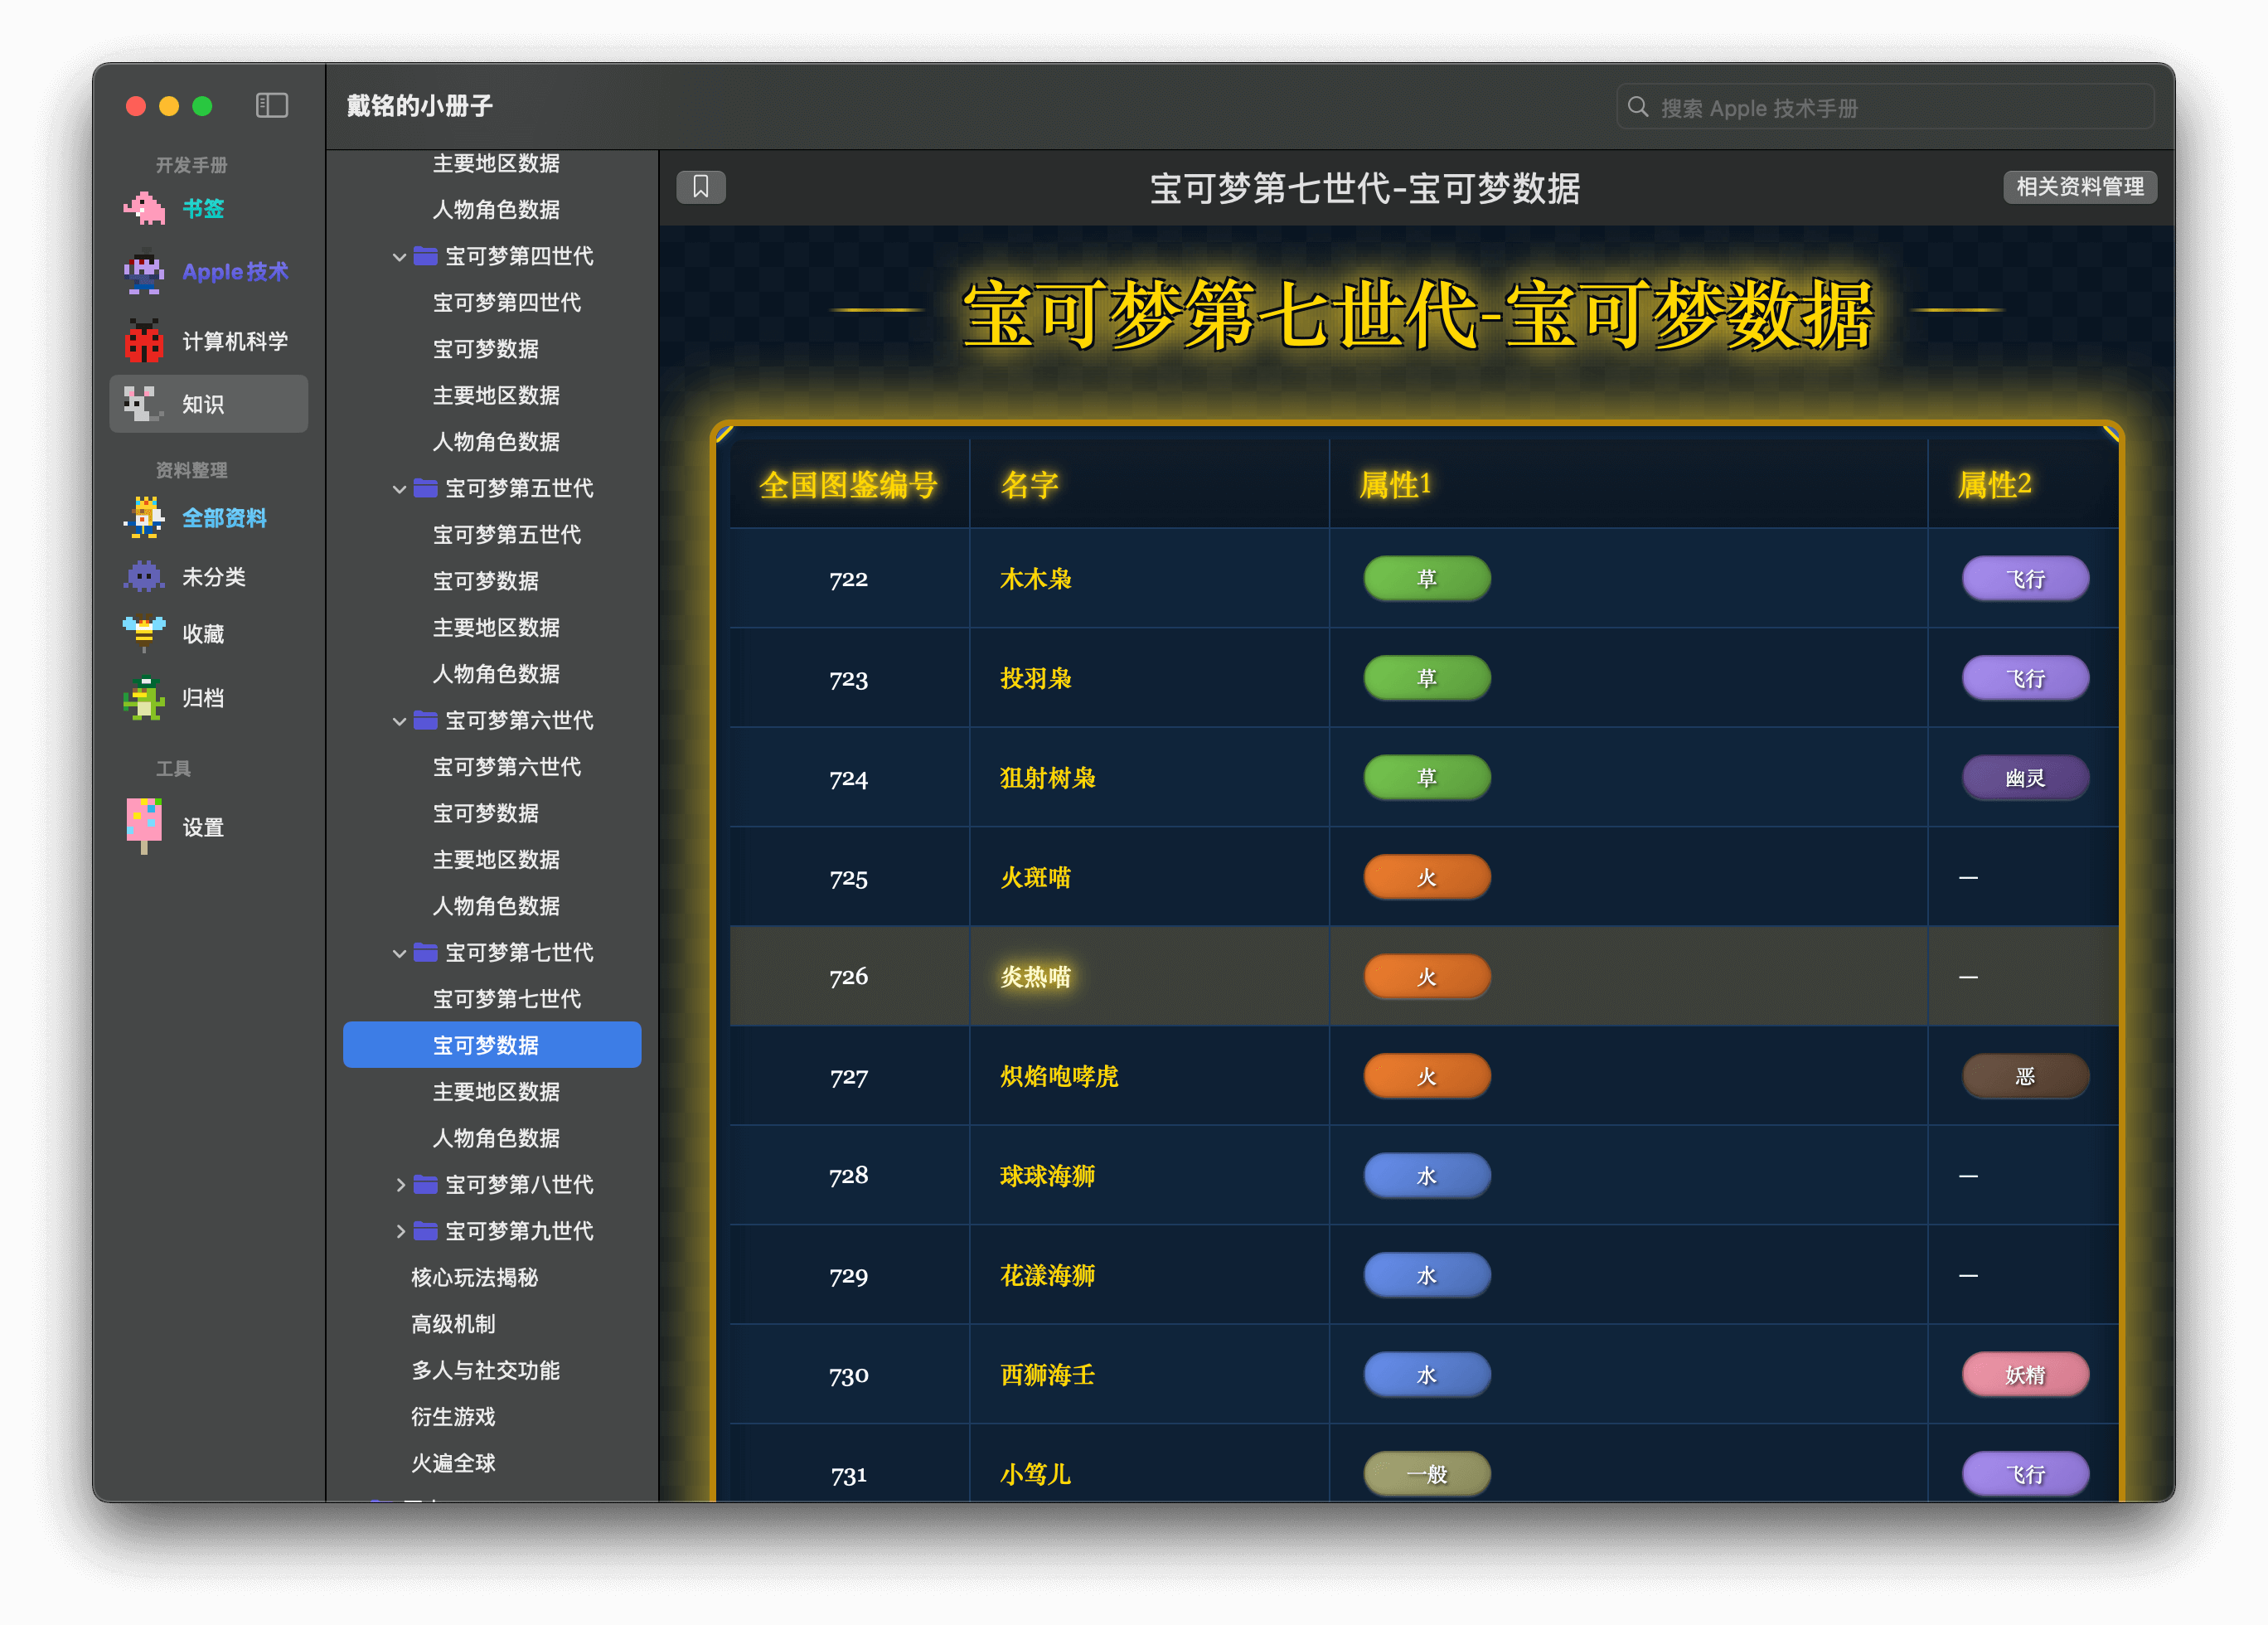 戴铭的小册子
搜索 Apple 技术手册
开发手册
书签
Apple技术
计算机科学
知识
资料整理
全部资料
未分类
收藏
归档
工具
设置
主要地区数据
人物角色数据
宝可梦第四世代
宝可梦第四世代
宝可梦数据
主要地区数据
人物角色数据
宝可梦第五世代
宝可梦第五世代
宝可梦数据
主要地区数据
人物角色数据
宝可梦第六世代
宝可梦第六世代
宝可梦数据
主要地区数据
人物角色数据
宝可梦第七世代
宝可梦第七世代
宝可梦数据
主要地区数据
人物角色数据
宝可梦第八世代
宝可梦第九世代
核心玩法揭秘
高级机制
多人与社交功能
衍生游戏
火遍全球
宝可梦第七世代-宝可梦数据
相关资料管理
宝可梦第七世代-宝可梦数据
全国图鉴编号 名字 属性1 属性2
722 木木枭 草 飞行
723 投羽枭 草 飞行
724 狙射树枭 草 幽灵
725 火斑喵 火 —
726 炎热喵 火 —
727 炽焰咆哮虎 火 恶
728 球球海狮 水 —
729 花漾海狮 水 —
730 西狮海壬 水 妖精
731 小笃儿 一般 飞行